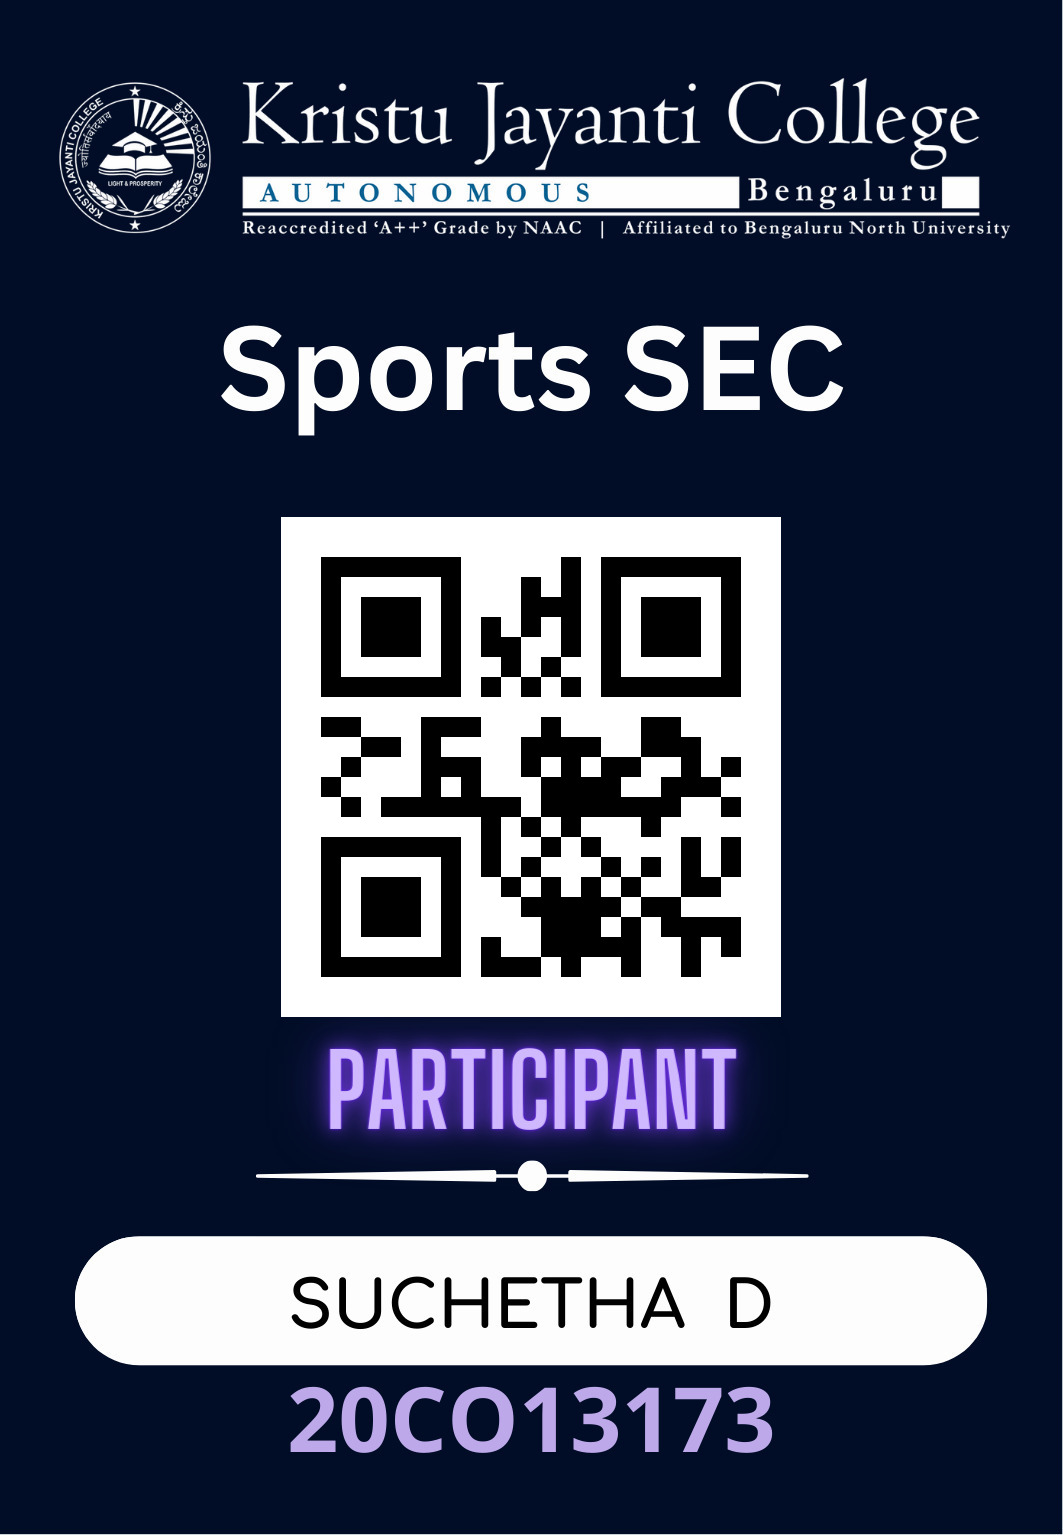 KRISTU JAYANTI COLLEGE
LIGHT & PROSPERITY
Kristu Jayanti College
AUTONOMOUS Bengaluru
Reaccredited ‘A++’ Grade by NAAC | Affiliated to Bengaluru North University
Sports SEC
PARTICIPANT
SUCHETHA D
20CO13173